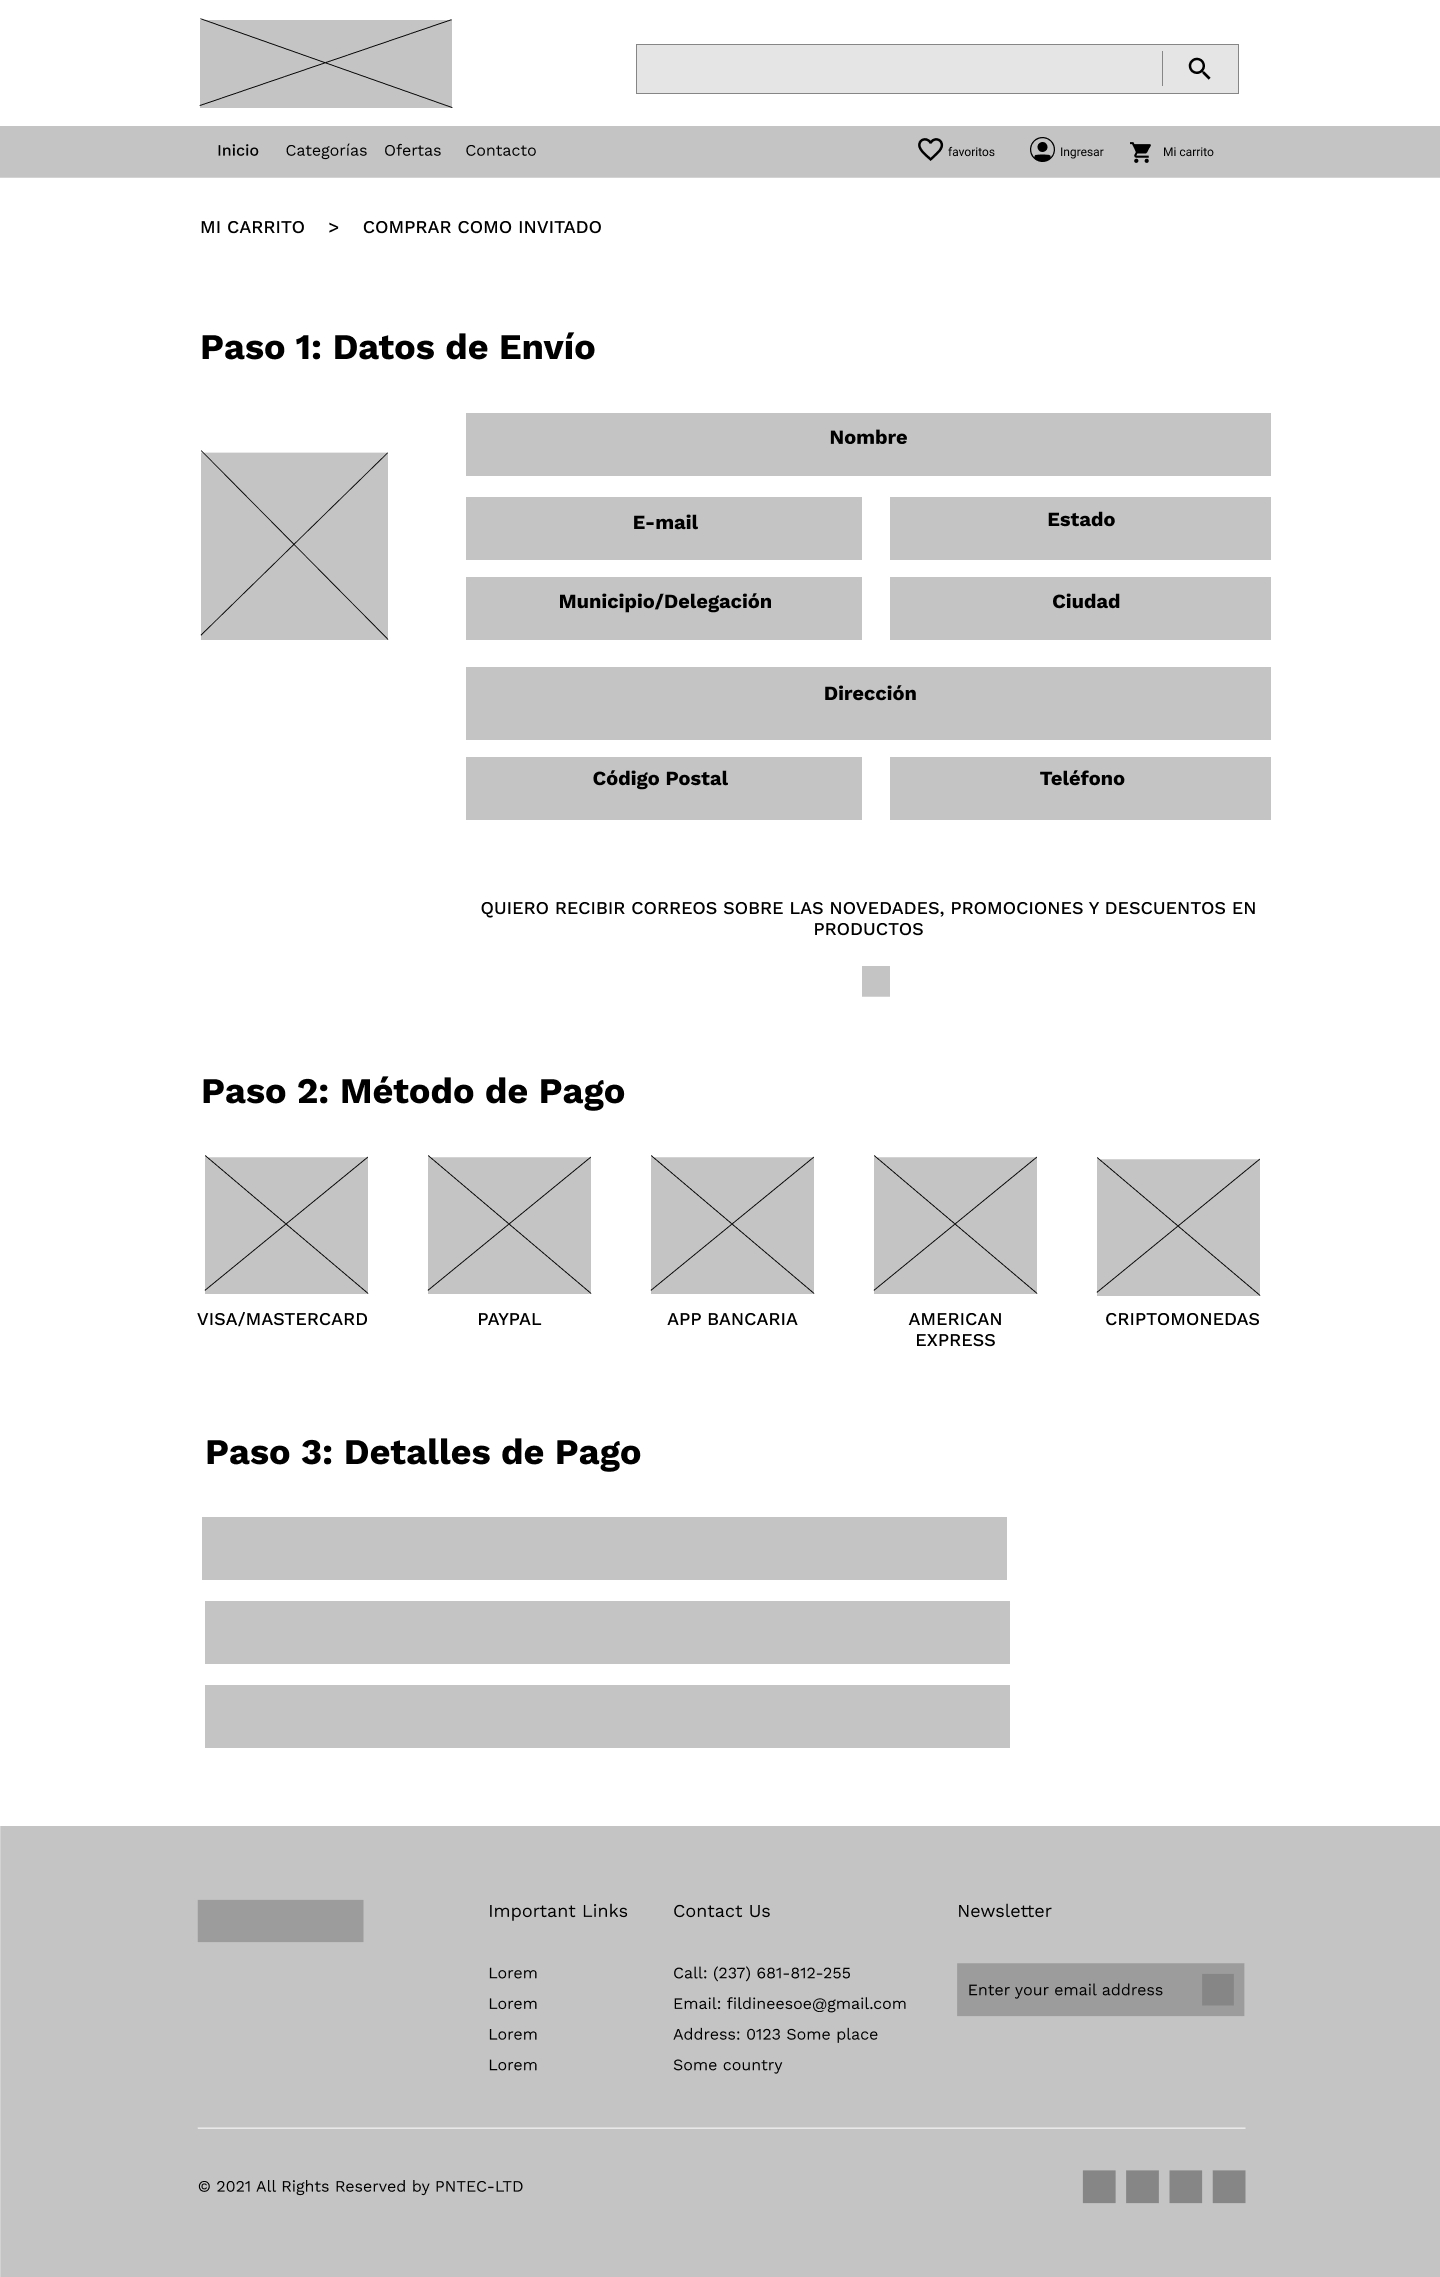 Inicio Categorías Ofertas Contacto favoritos Ingresar Mi carrito
MI CARRITO > COMPRAR COMO INVITADO
Paso 1: Datos de Envío
Nombre
E-mail Estado
Municipio/Delegación Ciudad
Dirección
Código Postal Teléfono
QUIERO RECIBIR CORREOS SOBRE LAS NOVEDADES, PROMOCIONES Y DESCUENTOS EN
PRODUCTOS
Paso 2: Método de Pago
VISA/MASTERCARD
PAYPAL
APP BANCARIA
AMERICAN
EXPRESS
CRIPTOMONEDAS
Paso 3: Detalles de Pago
Important Links
Lorem
Lorem
Lorem
Lorem
Contact Us
Call: (237) 681-812-255
Email: fildineesoe@gmail.com
Address: 0123 Some place
Some country
Newsletter
Enter your email address
© 2021 All Rights Reserved by PNTEC-LTD